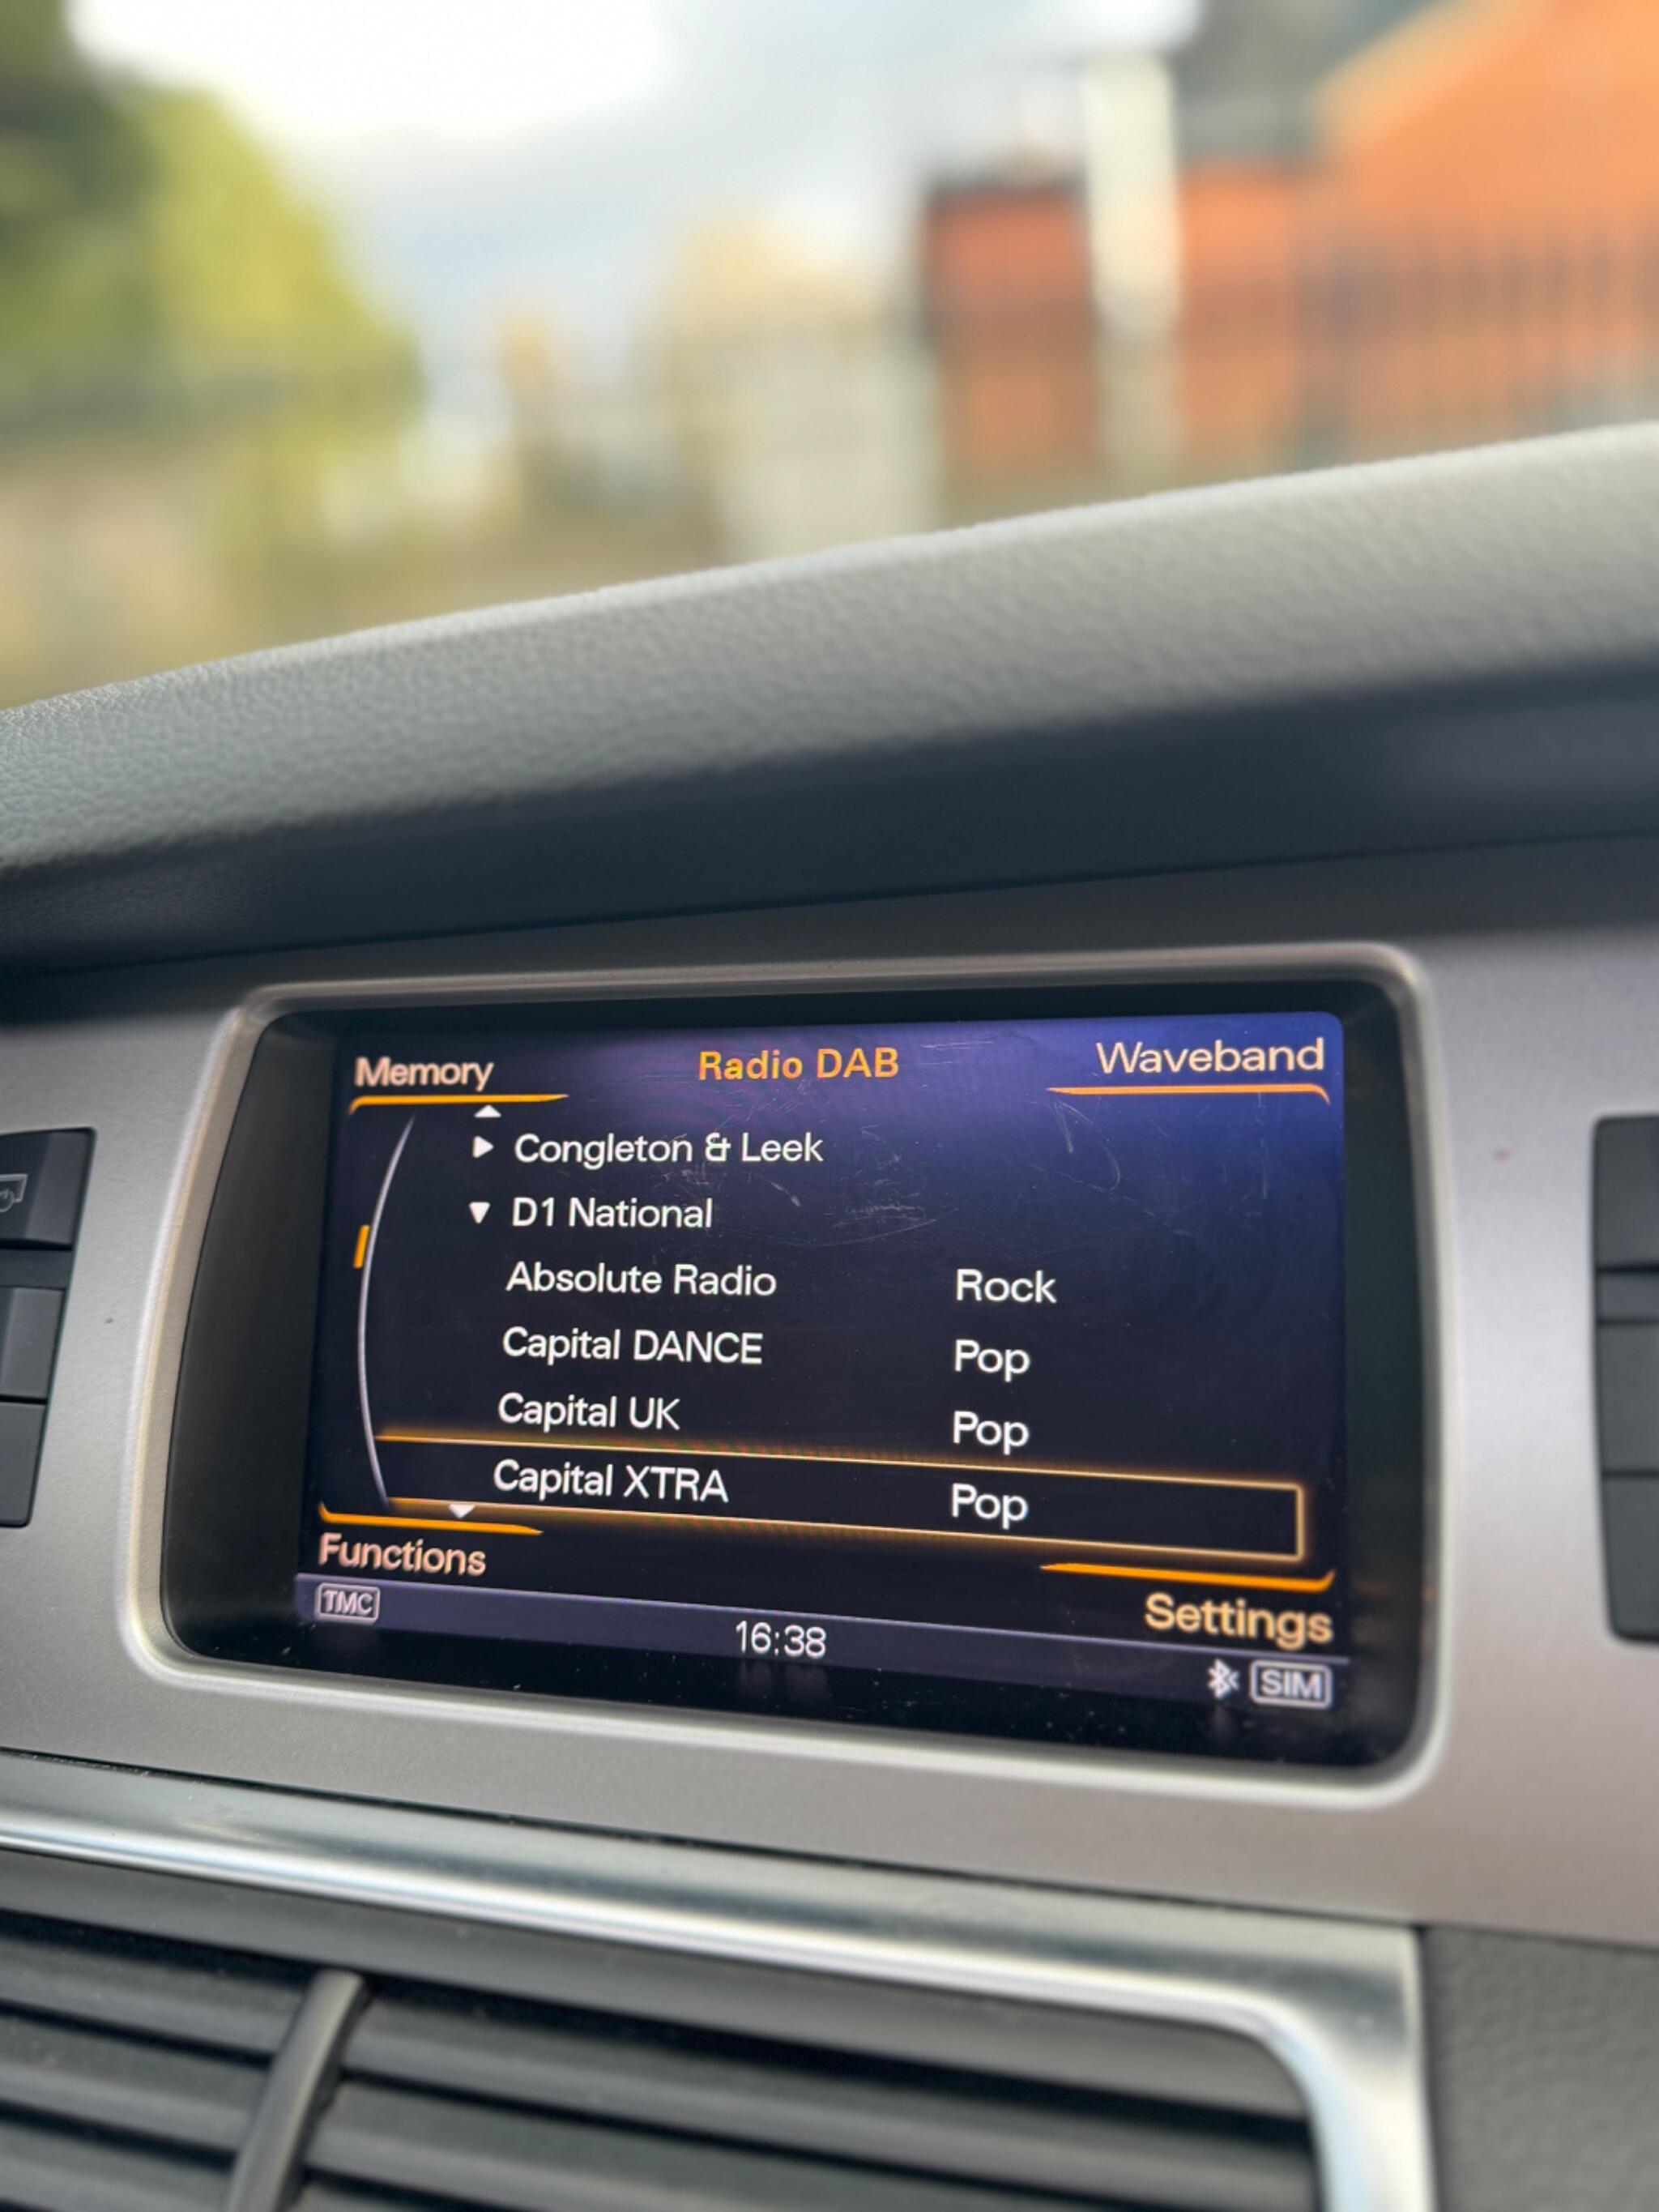 Memory Radio DAB Waveband
Congleton & Leek
D1 National
Absolute Radio Rock
Capital DANCE Pop
Capital UK Pop
Capital XTRA Pop
Functions Settings
TMC 16:38 SIM